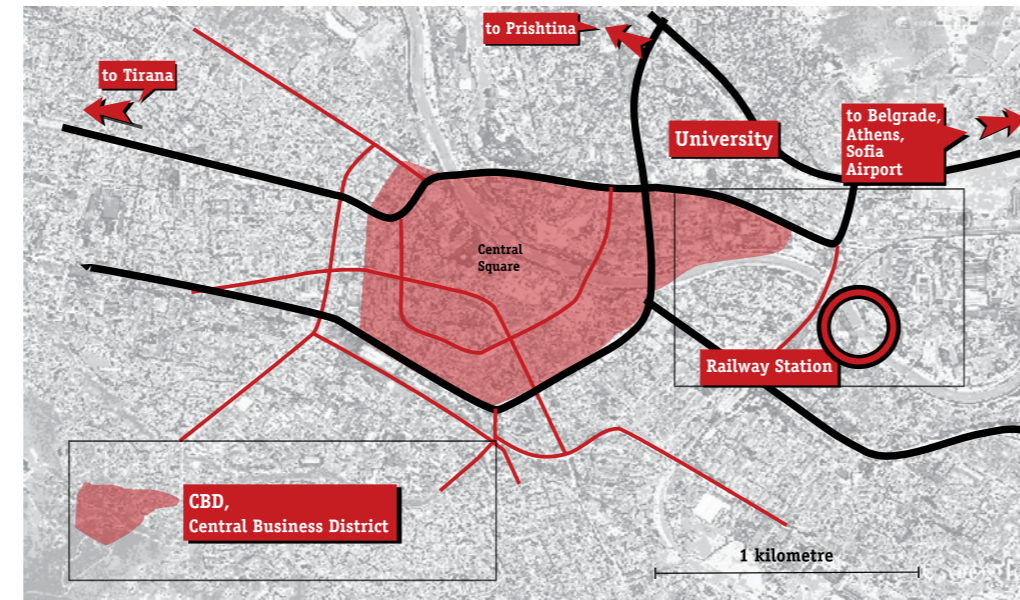 to Prishtina
to Tirana
to Belgrade,
Athens,
Sofia
Airport
University
Central
Square
Railway Station
CBD,
Central Business District
1 kilometre